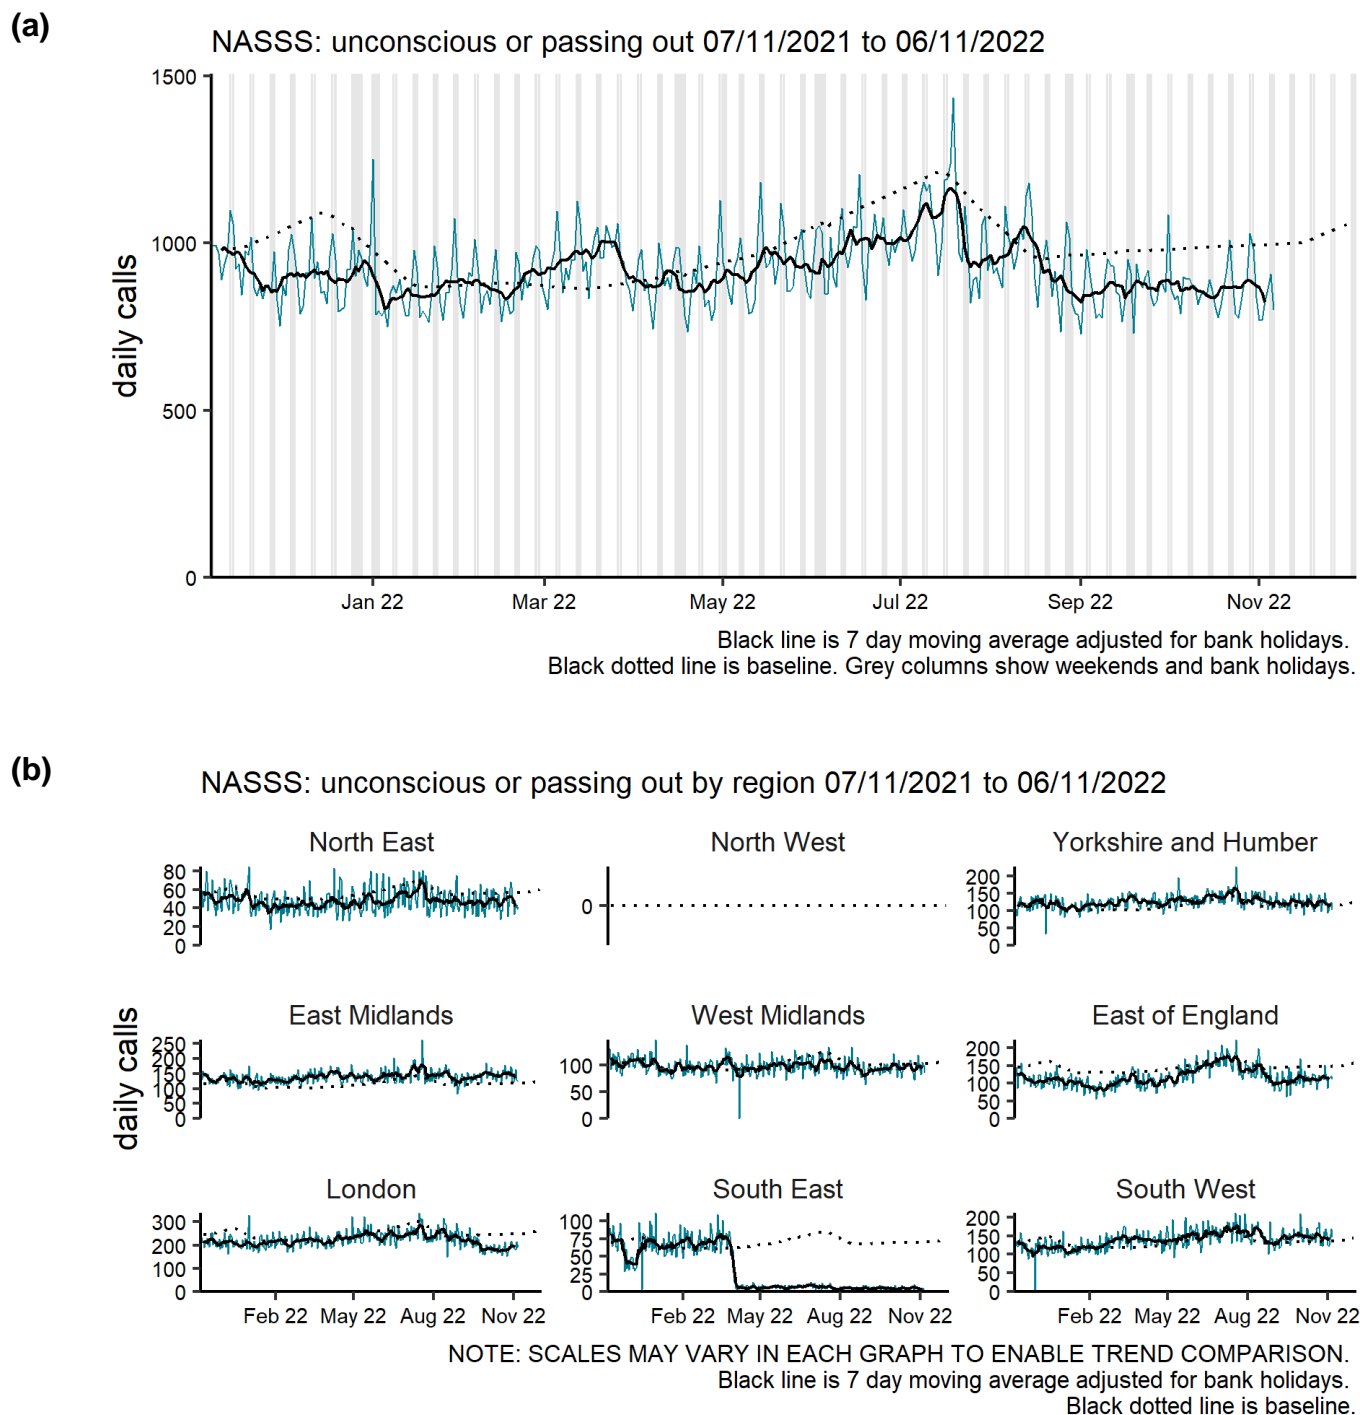 (a)
NASSS: unconscious or passing out 07/11/2021 to 06/11/2022
1500
1000
500
0
daily calls
Jan 22 Mar 22 May 22 Jul 22 Sep 22 Nov 22
Black line is 7 day moving average adjusted for bank holidays.
Black dotted line is baseline. Grey columns show weekends and bank holidays.
(b)
NASSS: unconscious or passing out by region 07/11/2021 to 06/11/2022
North East North West Yorkshire and Humber
80
60
40
20
0
0
200
150
100
50
0
daily calls
East Midlands West Midlands East of England
250
200
150
100
50
0
100
50
0
200
150
100
50
0
London South East South West
300
200
100
0
100
75
50
25
0
200
150
100
50
0
Feb 22 May 22 Aug 22 Nov 22 Feb 22 May 22 Aug 22 Nov 22 Feb 22 May 22 Aug 22 Nov 22
NOTE: SCALES MAY VARY IN EACH GRAPH TO ENABLE TREND COMPARISON.
Black line is 7 day moving average adjusted for bank holidays.
Black dotted line is baseline.